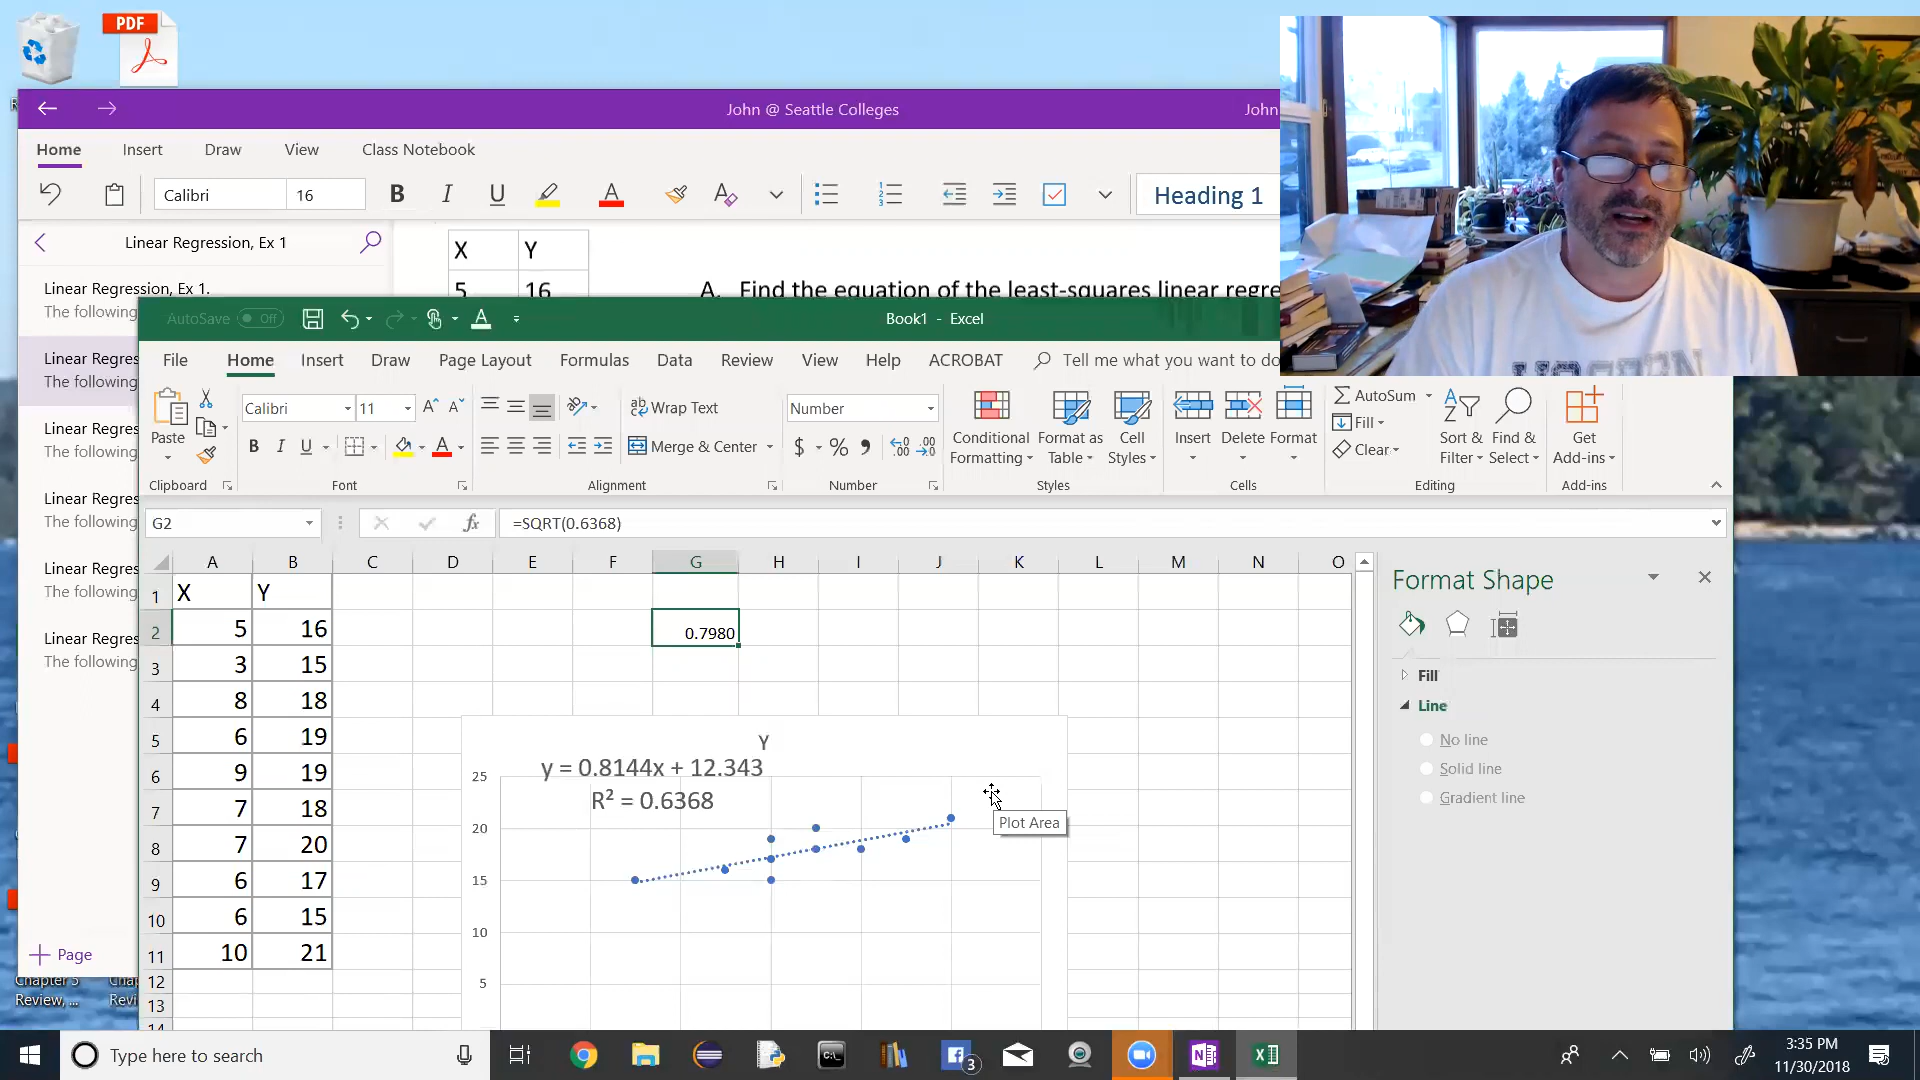 PDF
John @ Seattle Colleges
John
Home Insert Draw View Class Notebook
Calibri 16 B I U A Heading 1
Linear Regression, Ex 1
X Y
5 16
A. Find the equation of the least-squares linear regre
Linear Regression, Ex 1.
The following
Linear Regres
The following
Linear Regres
The following
Linear Regres
The following
Linear Regres
The following
Linear Regres
The following
Page
AutoSave Off
Book1 - Excel
File Home Insert Draw Page Layout Formulas Data Review View Help ACROBAT Tell me what you want to do
Paste
Calibri 11
B I U
Wrap Text
Merge & Center
Number
$ %
Conditional Formatting
Format as Table
Cell Styles
Insert Delete Format
AutoSum
Fill
Clear
Sort & Filter
Find & Select
Get Add-ins
Clipboard Font Alignment Number Styles Cells Editing Add-ins
G2 fx =SQRT(0.6368)
A B C D E F G H I J K L M N O
1 X Y
2 5 16 0.7980
3 3 15
4 8 18
5 6 19
6 9 19
7 7 18
8 7 20
9 6 17
10 6 15
11 10 21
12
13
14
Y
y = 0.8144x + 12.343
R² = 0.6368
25
20
15
10
5
Plot Area
Format Shape
Fill
Line
No line
Solid line
Gradient line
Chapter 5
Review, ...
Type here to search
3
3:35 PM
11/30/2018